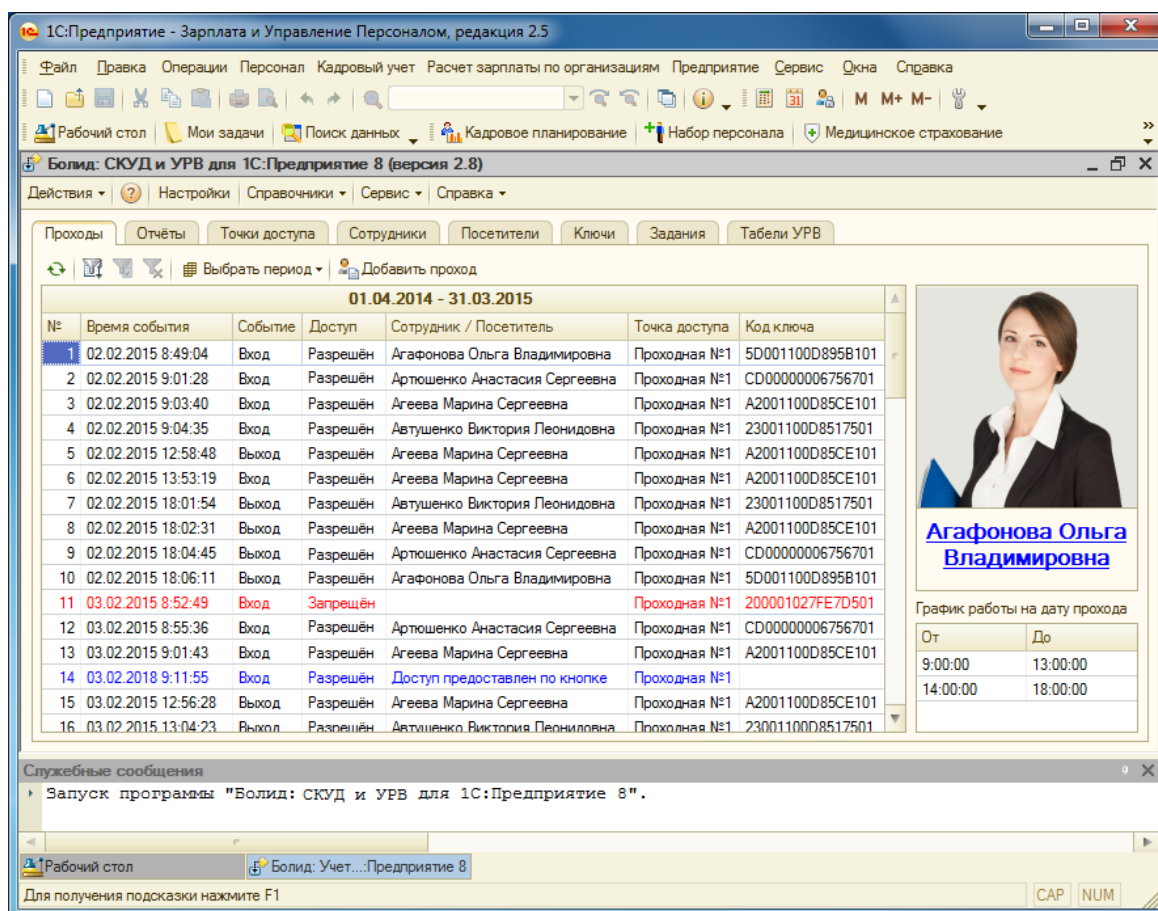 1С:Предприятие - Зарплата и Управление Персоналом, редакция 2.5
Файл Правка Операции Персонал Кадровый учет Расчет зарплаты по организациям Предприятие Сервис Окна Справка
M M+ M-
Рабочий стол Мои задачи Поиск данных Кадровое планирование Набор персонала Медицинское страхование
Болид: СКУД и УРВ для 1С:Предприятие 8 (версия 2.8)
Действия Настройки Справочники Сервис Справка
Проходы Отчёты Точки доступа Сотрудники Посетители Ключи Задания Табели УРВ
Выбрать период Добавить проход
01.04.2014 - 31.03.2015
№ Время события Событие Доступ Сотрудник / Посетитель Точка доступа Код ключа
1 02.02.2015 8:49:04 Вход Разрешён Агафонова Ольга Владимировна Проходная №1 5D001100D895B101
2 02.02.2015 9:01:28 Вход Разрешён Артюшенко Анастасия Сергеевна Проходная №1 CD00000006756701
3 02.02.2015 9:03:40 Вход Разрешён Агеева Марина Сергеевна Проходная №1 A2001100D85CE101
4 02.02.2015 9:04:35 Вход Разрешён Автушенко Виктория Леонидовна Проходная №1 23001100D8517501
5 02.02.2015 12:58:48 Выход Разрешён Агеева Марина Сергеевна Проходная №1 A2001100D85CE101
6 02.02.2015 13:53:19 Вход Разрешён Агеева Марина Сергеевна Проходная №1 A2001100D85CE101
7 02.02.2015 18:01:54 Выход Разрешён Автушенко Виктория Леонидовна Проходная №1 23001100D8517501
8 02.02.2015 18:02:31 Выход Разрешён Агеева Марина Сергеевна Проходная №1 A2001100D85CE101
9 02.02.2015 18:04:45 Выход Разрешён Артюшенко Анастасия Сергеевна Проходная №1 CD00000006756701
10 02.02.2015 18:06:11 Выход Разрешён Агафонова Ольга Владимировна Проходная №1 5D001100D895B101
11 03.02.2015 8:52:49 Вход Запрещён Проходная №1 200001027FE7D501
12 03.02.2015 8:55:36 Вход Разрешён Артюшенко Анастасия Сергеевна Проходная №1 CD00000006756701
13 03.02.2015 9:01:43 Вход Разрешён Агеева Марина Сергеевна Проходная №1 A2001100D85CE101
14 03.02.2018 9:11:55 Вход Разрешён Доступ предоставлен по кнопке Проходная №1
15 03.02.2015 12:56:28 Выход Разрешён Агеева Марина Сергеевна Проходная №1 A2001100D85CE101
16 03.02.2015 13:04:23 Выход Разрешён Автушенко Виктория Леонидовна Проходная №1 23001100D8517501
Агафонова Ольга
Владимировна
График работы на дату прохода
От До
9:00:00 13:00:00
14:00:00 18:00:00
Служебные сообщения
Запуск программы "Болид: СКУД и УРВ для 1С:Предприятие 8".
Рабочий стол Болид: Учет...:Предприятие 8
Для получения подсказки нажмите F1 CAP NUM